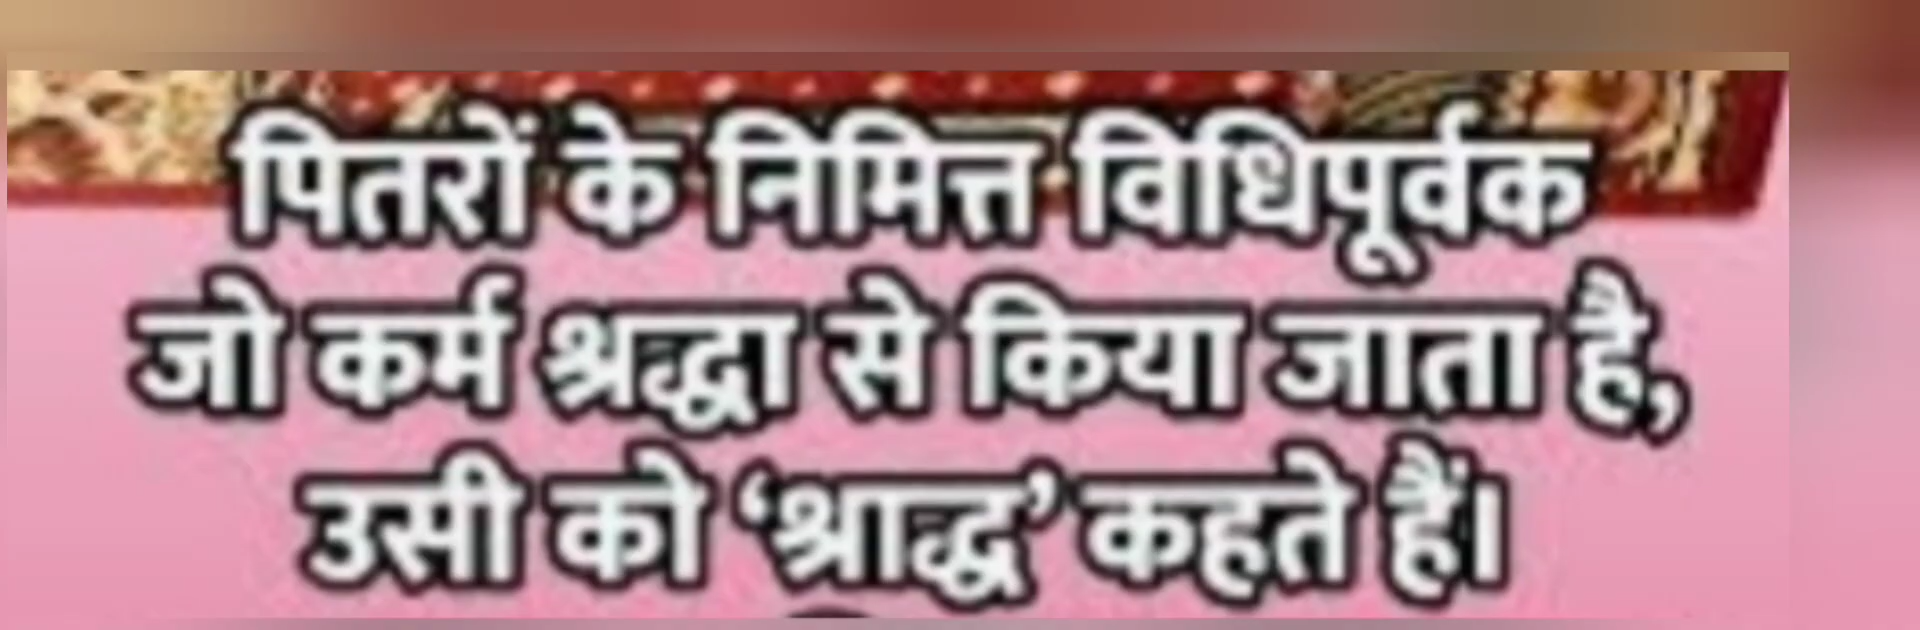 पितरों के निमित्त विधिपूर्वक
जो कर्म श्रद्धा से किया जाता है,
उसी को ‘श्राद्ध’ कहते हैं।